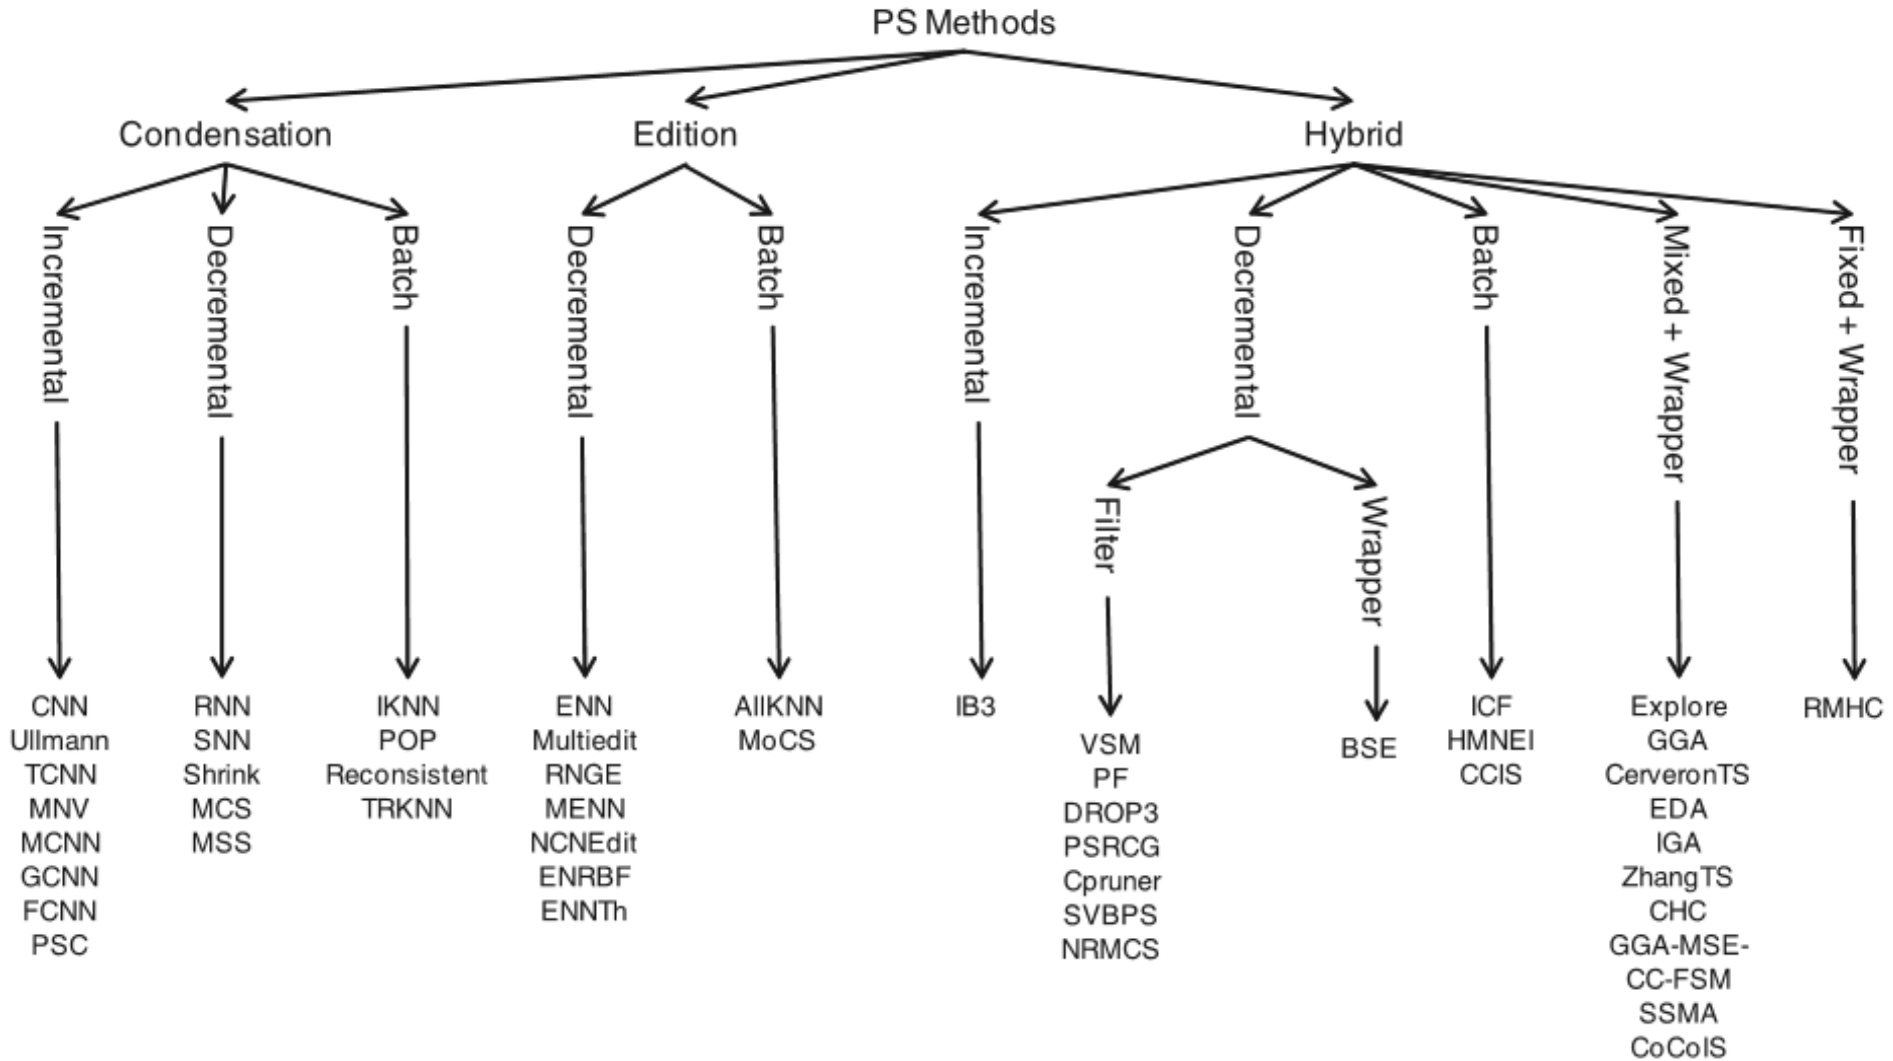 PS Methods
Condensation
Edition
Hybrid
Incremental
Decremental
Batch
Decremental
Batch
Incremental
Decremental
Batch
Mixed + Wrapper
Fixed + Wrapper
Filter
Wrapper
CNN
Ullmann
TCNN
MNV
MCNN
GCNN
FCNN
PSC
RNN
SNN
Shrink
MCS
MSS
IKNN
POP
Reconsistent
TRKNN
ENN
Multiedit
RNGE
MENN
NCNEdit
ENRBF
ENNTh
AllKNN
MoCS
IB3
VSM
PF
DROP3
PSRCG
Cpruner
SVBPS
NRMCS
BSE
ICF
HMNEI
CCIS
Explore
GGA
CerveronTS
EDA
IGA
ZhangTS
CHC
GGA-MSE-
CC-FSM
SSMA
CoCoIS
RMHC